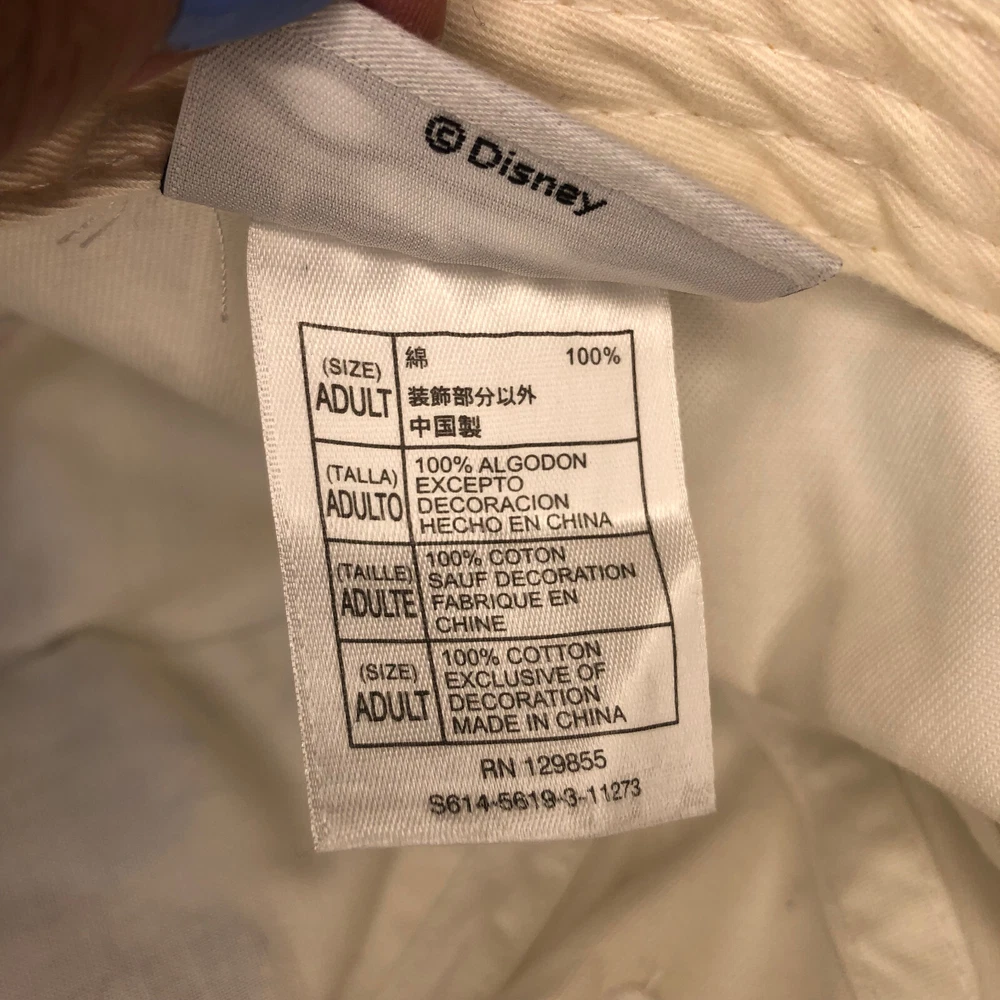 © Disney
(SIZE)
ADULT
綿 100%
装飾部分以外
中国製
(TALLA)
ADULTO
100% ALGODON
EXCEPTO
DECORACION
HECHO EN CHINA
(TAILLE)
ADULTE
100% COTON
SAUF DECORATION
FABRIQUE EN
CHINE
(SIZE)
ADULT
100% COTTON
EXCLUSIVE OF
DECORATION
MADE IN CHINA
RN 129855
S614-5619-3-11273